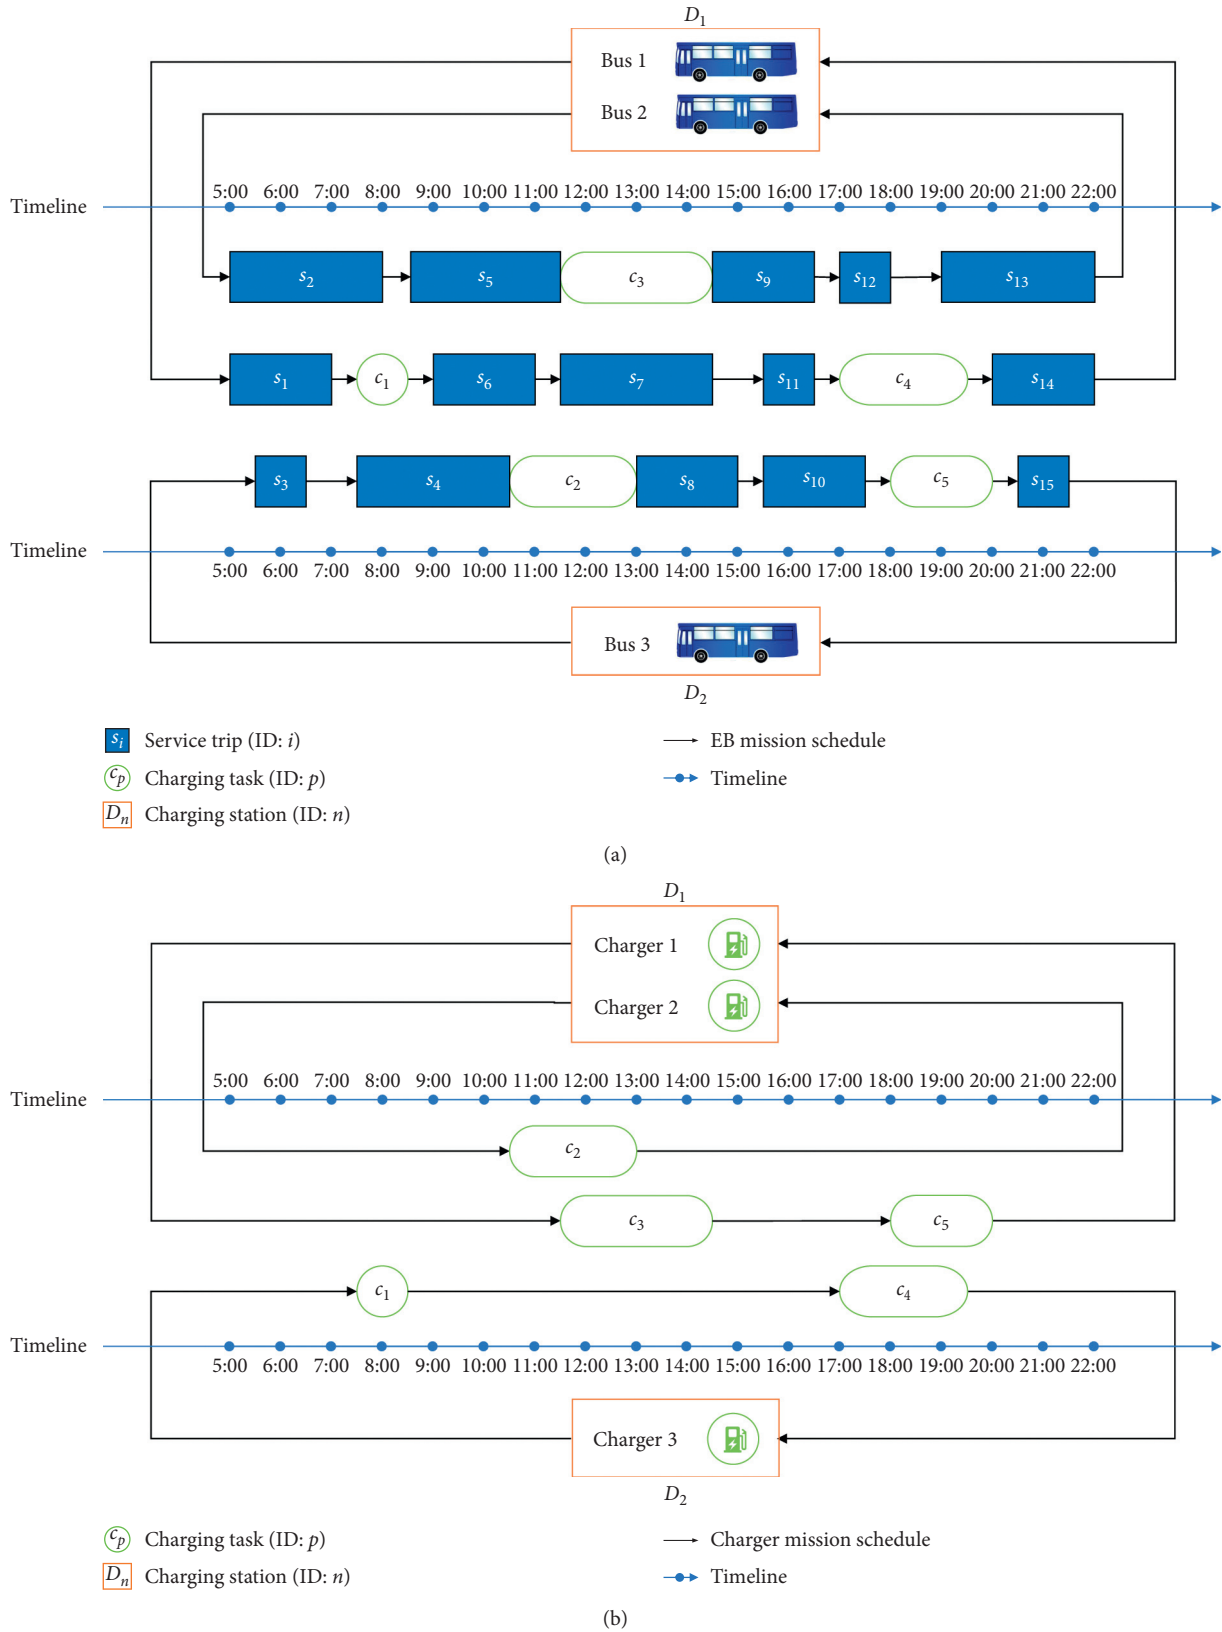 D1
Bus 1
Bus 2
5:00 6:00 7:00 8:00 9:00 10:00 11:00 12:00 13:00 14:00 15:00 16:00 17:00 18:00 19:00 20:00 21:00 22:00
Timeline
s2 s5 c3 s9 s12 s13
s1 c1 s6 s7 s11 c4 s14
s3 s4 c2 s8 s10 c5 s15
Timeline
5:00 6:00 7:00 8:00 9:00 10:00 11:00 12:00 13:00 14:00 15:00 16:00 17:00 18:00 19:00 20:00 21:00 22:00
Bus 3
D2
si Service trip (ID: i) EB mission schedule
cp Charging task (ID: p) Timeline
Dn Charging station (ID: n)
(a)
D1
Charger 1
Charger 2
5:00 6:00 7:00 8:00 9:00 10:00 11:00 12:00 13:00 14:00 15:00 16:00 17:00 18:00 19:00 20:00 21:00 22:00
Timeline
c2
c3 c5
c1 c4
Timeline
5:00 6:00 7:00 8:00 9:00 10:00 11:00 12:00 13:00 14:00 15:00 16:00 17:00 18:00 19:00 20:00 21:00 22:00
Charger 3
D2
cp Charging task (ID: p) Charger mission schedule
Dn Charging station (ID: n) Timeline
(b)